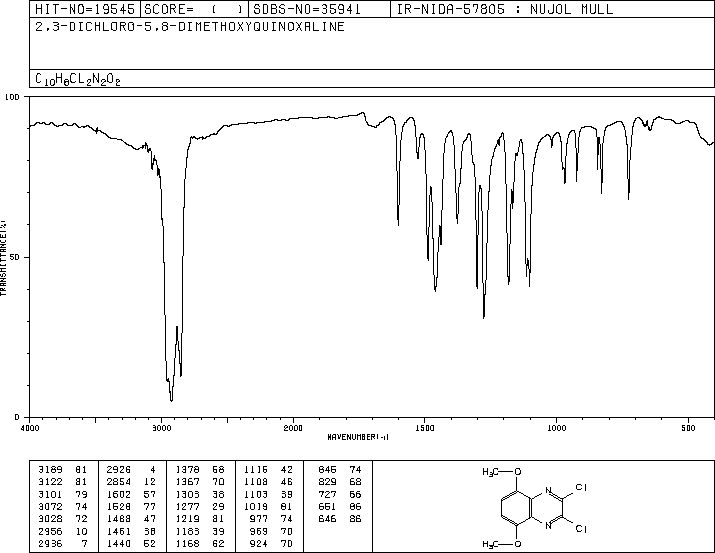 HIT-NO=19545 SCORE= ( ) SDBS-NO=35941 IR-NIDA-57805 : NUJOL MULL
2,3-DICHLORO-5,8-DIMETHOXYQUINOXALINE
C10H8CL2N2O2
100
50
0
TRANSMITTANCE(%)
4000 3000 2000 1500 1000 500
WAVENUMBER(-1)
3189 81 2926 4 1378 58 1115 42 845 74
3122 81 2854 12 1367 70 1108 46 829 68
3101 79 1602 57 1303 38 1103 39 727 66
3072 74 1528 77 1277 29 1019 81 651 86
3028 72 1488 47 1219 81 977 74 646 86
2956 10 1461 38 1183 39 969 70
2936 7 1440 52 1168 62 924 70
H3C O
N Cl
N Cl
H3C O